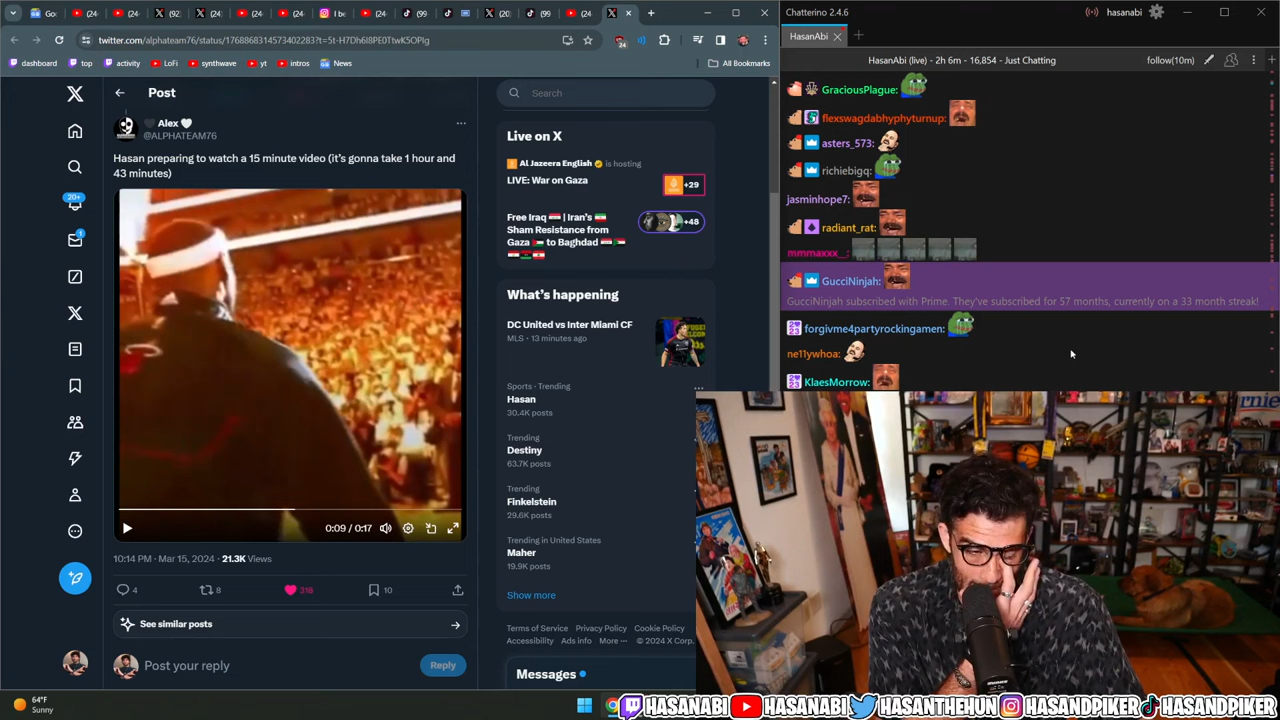 Chatterino 2.4.6
hasanabi
HasanAbi
twitter.com/alphateam76/status/1768868314573402283?t=5t-H7Dh6I8PE0TtwK5OPIg
HasanAbi (live) - 2h 6m - 16,854 - Just Chatting
follow(10m)
dashboard
top
activity
LoFi
synthwave
yt
intros
News
All Bookmarks
Post
Search
Alex
@ALPHATEAM76
Hasan preparing to watch a 15 minute video (it's gonna take 1 hour and
43 minutes)
0:09 / 0:17
10:14 PM · Mar 15, 2024 · 21.3K Views
4
8
318
10
See similar posts
Post your reply
Reply
20+
1
Live on X
Al Jazeera English is hosting
LIVE: War on Gaza
+29
Free Iraq | Iran's
Sham Resistance from
Gaza to Baghdad
+48
What's happening
DC United vs Inter Miami CF
MLS · 13 minutes ago
Sports · Trending
Hasan
30.4K posts
Trending
Destiny
63.7K posts
Trending
Finkelstein
29.6K posts
Trending in United States
Maher
19.9K posts
Show more
Terms of Service Privacy Policy Cookie Policy
Accessibility Ads info More ··· © 2024 X Corp.
Messages
GraciousPlague:
flexswagdabhyphyturnup:
asters_573:
richiebigq:
jasminhope7:
radiant_rat:
mmmaxxx__:
GucciNinjah:
GucciNinjah subscribed with Prime. They've subscribed for 57 months, currently on a 33 month streak!
forgivme4partyrockingamen:
ne11ywhoa:
KlaesMorrow:
64°F
Sunny
HASANABI
HASANABI
HASANTHEHUN
HASANDPIKER
HASANDPIKER